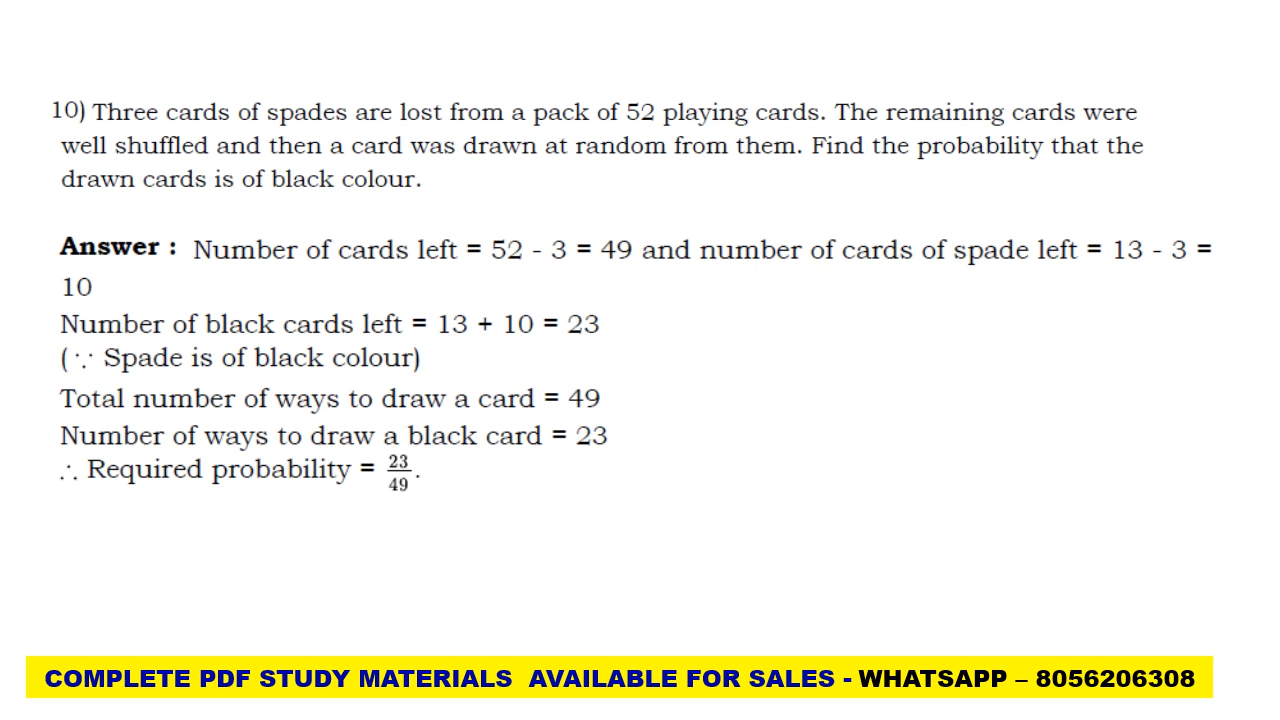 10) Three cards of spades are lost from a pack of 52 playing cards. The remaining cards were
well shuffled and then a card was drawn at random from them. Find the probability that the
drawn cards is of black colour.
Answer : Number of cards left = 52 - 3 = 49 and number of cards of spade left = 13 - 3 =
10
Number of black cards left = 13 + 10 = 23
(∵ Spade is of black colour)
Total number of ways to draw a card = 49
Number of ways to draw a black card = 23
∴ Required probability = 23/49.
COMPLETE PDF STUDY MATERIALS AVAILABLE FOR SALES - WHATSAPP – 8056206308